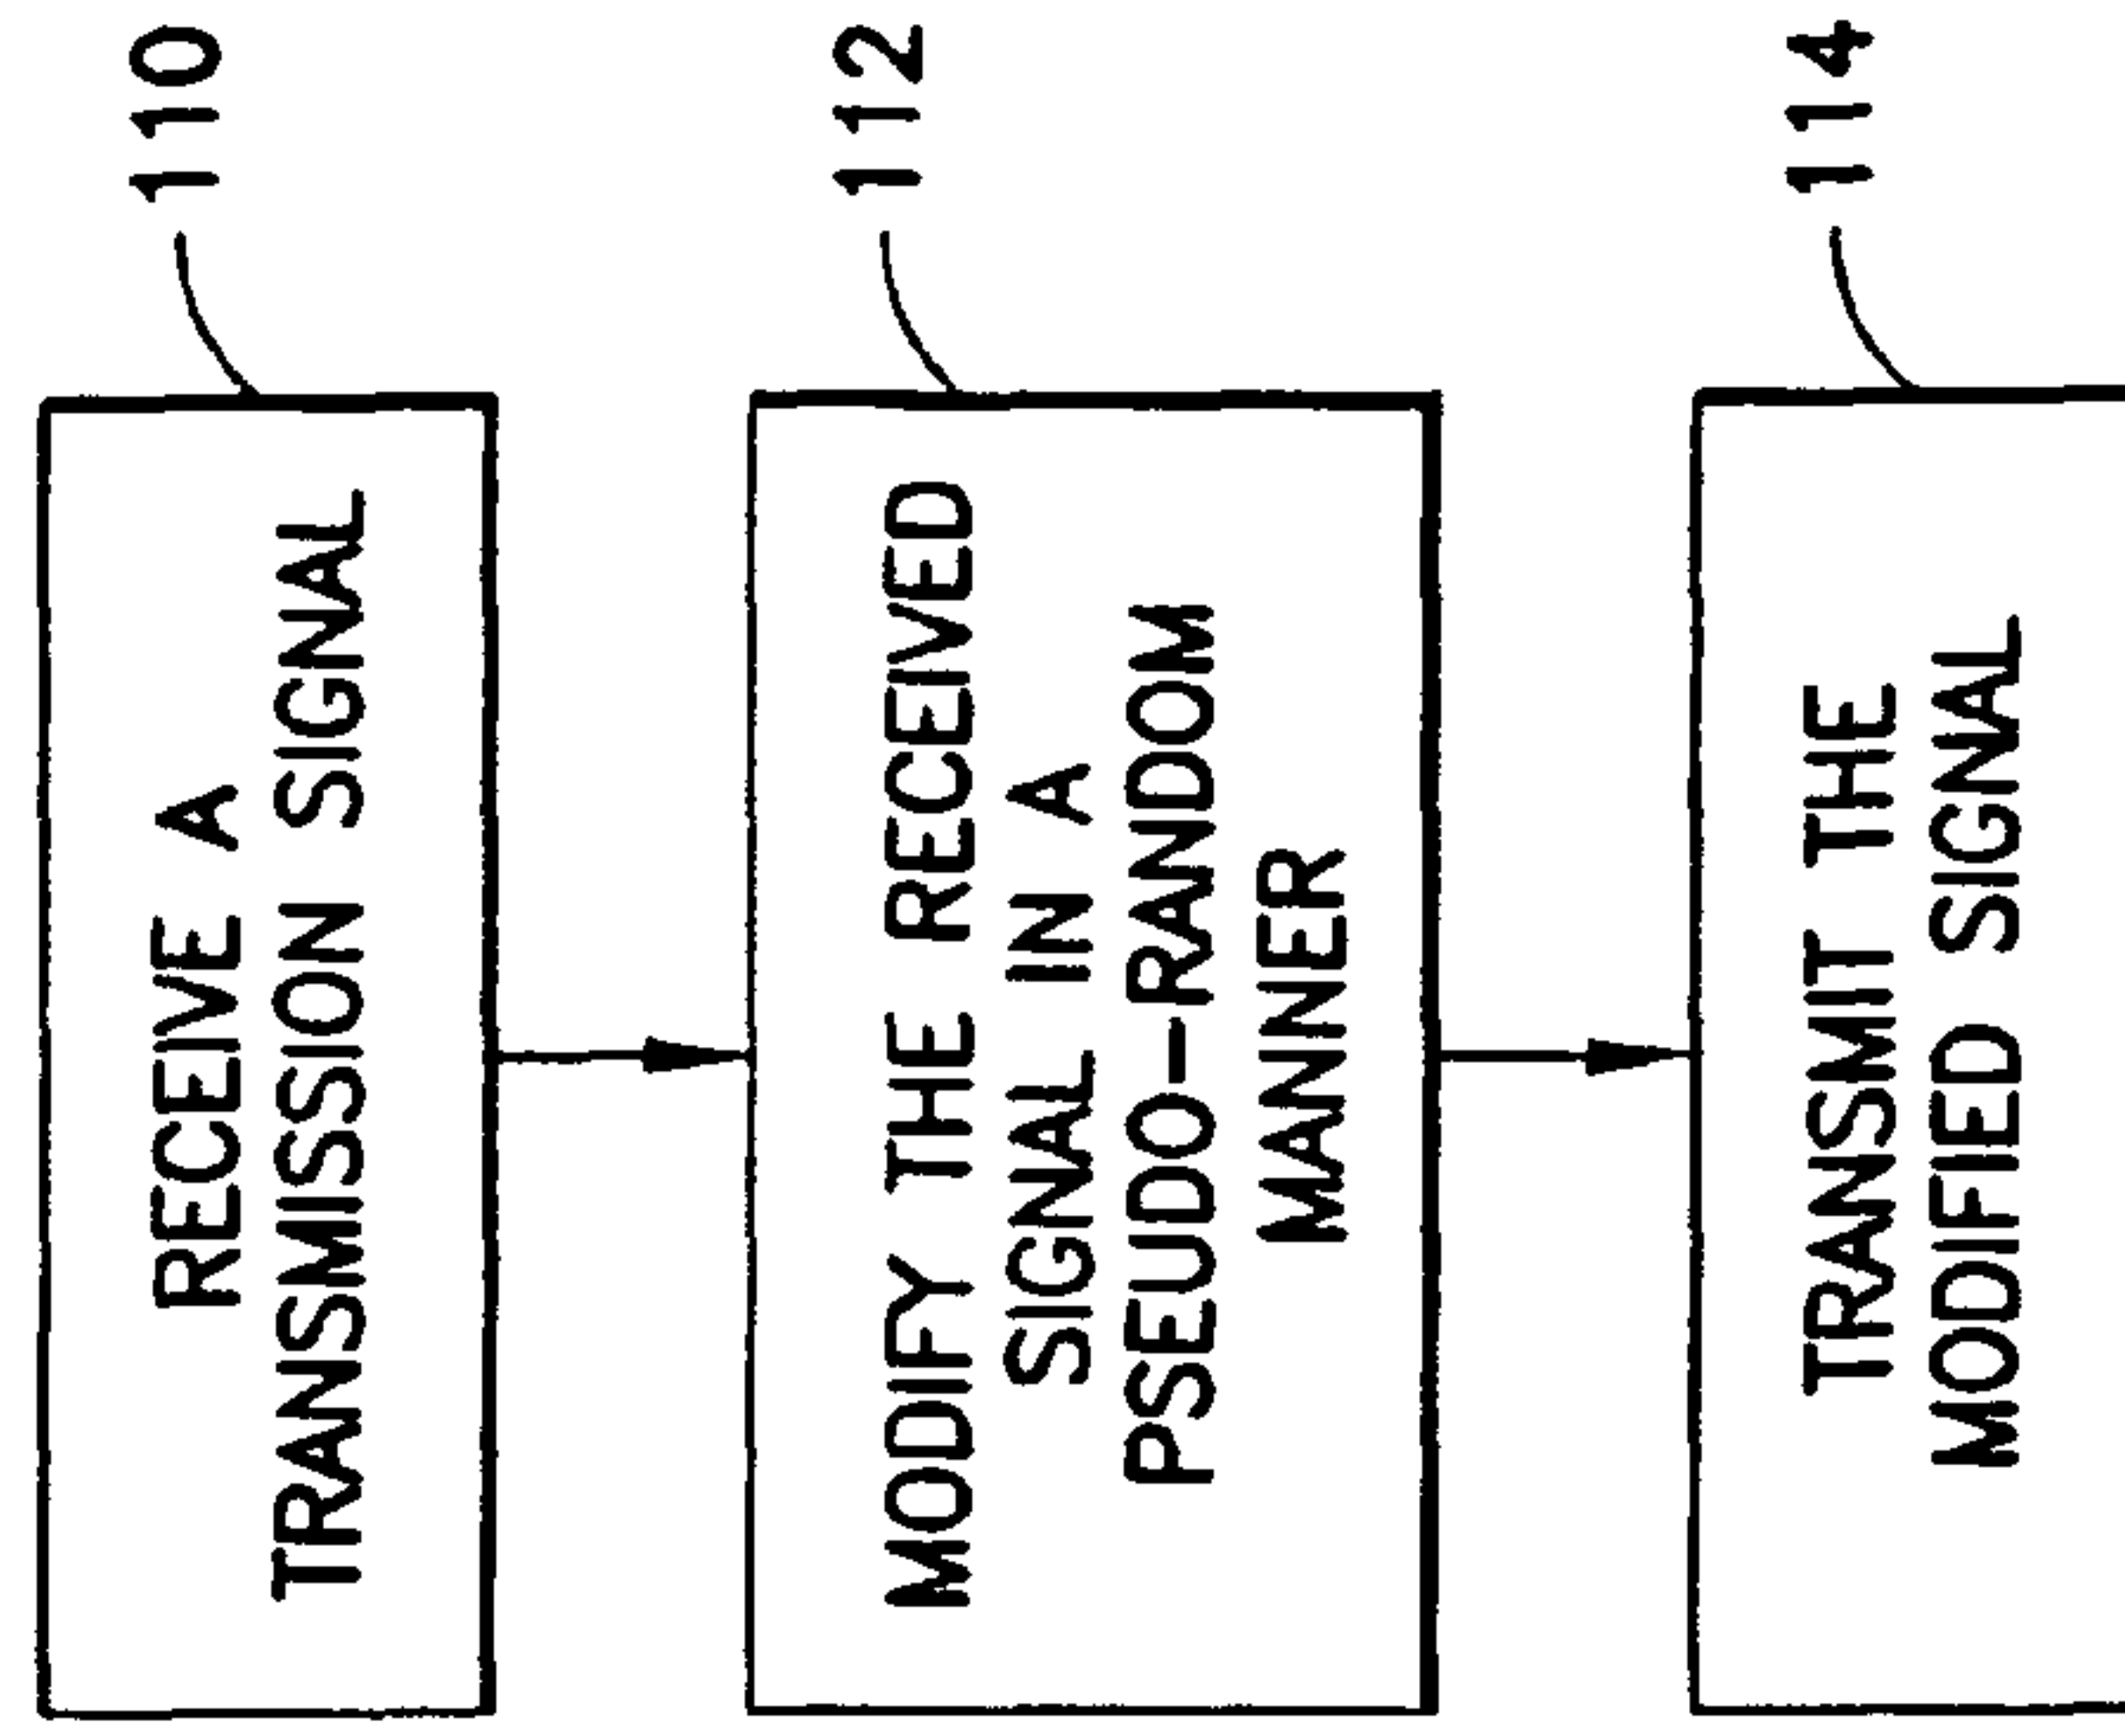 RECEIVE A
TRANSMISSION SIGNAL
110
MODIFY THE RECEIVED
SIGNAL IN A
PSEUDO-RANDOM
MANNER
112
TRANSMIT THE
MODIFIED SIGNAL
114